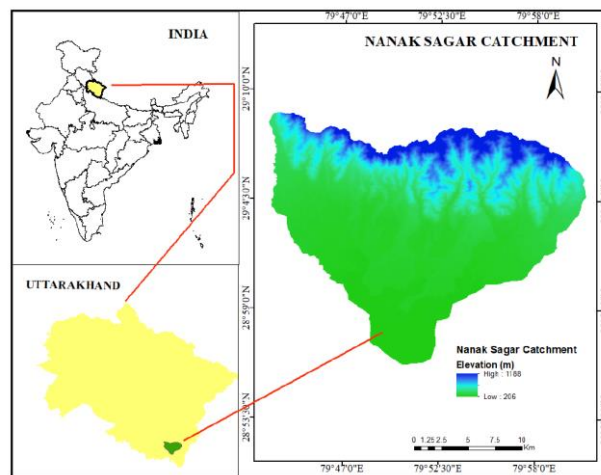 INDIA
UTTARAKHAND
79°47'0"E 79°52'30"E 79°58'0"E
NANAK SAGAR CATCHMENT
N
29°10'0"N
29°4'30"N
28°59'0"N
28°53'30"N
Nanak Sagar Catchment
Elevation (m)
High : 1188
Low : 206
0 1.25 2.5 5 7.5 10
Km
79°47'0"E 79°52'30"E 79°58'0"E